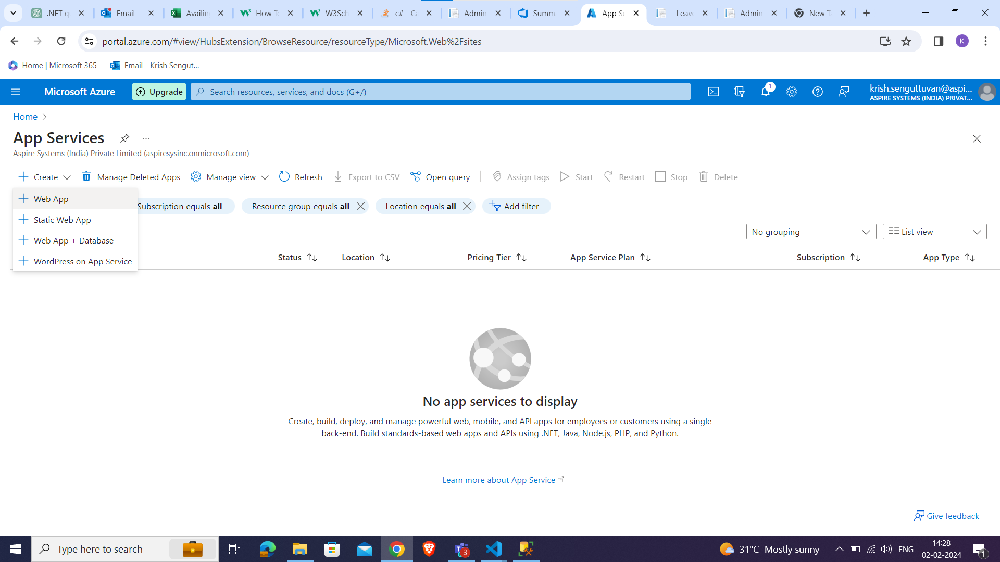 .NET qu
Email -
Availin
How To
W3Sch
c# - Ca
Admin
Summ
App Se
- Leave
Admin
New Ta
portal.azure.com/#view/HubsExtension/BrowseResource/resourceType/Microsoft.Web%2Fsites
K
Home | Microsoft 365
Email - Krish Sengut...
Microsoft Azure
Upgrade
Search resources, services, and docs (G+/)
1
krish.senguttuvan@aspi...
ASPIRE SYSTEMS (INDIA) PRIVAT...
Home
App Services
Aspire Systems (India) Private Limited (aspiresysinc.onmicrosoft.com)
Create
Manage Deleted Apps
Manage view
Refresh
Export to CSV
Open query
Assign tags
Start
Restart
Stop
Delete
Web App
Static Web App
Web App + Database
WordPress on App Service
Subscription equals all
Resource group equals all
Location equals all
Add filter
No grouping
List view
Status
Location
Pricing Tier
App Service Plan
Subscription
App Type
No app services to display
Create, build, deploy, and manage powerful web, mobile, and API apps for employees or customers using a single
back-end. Build standards-based web apps and APIs using .NET, Java, Node.js, PHP, and Python.
Learn more about App Service
Give feedback
Type here to search
3
31°C Mostly sunny
ENG
14:28
02-02-2024
1